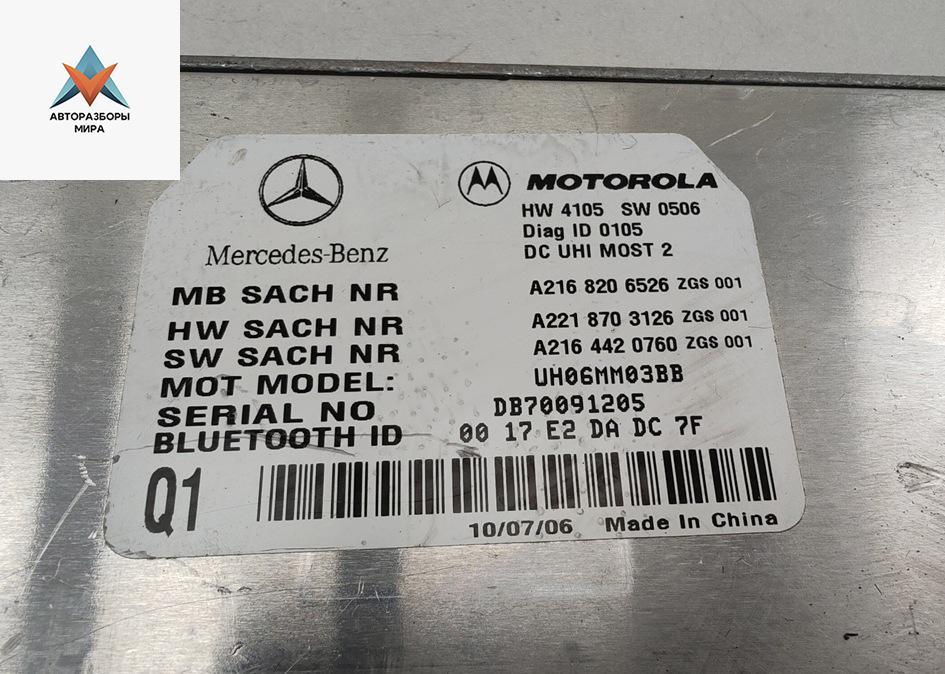 АВТОРАЗБОРЫ
МИРА
Mercedes-Benz
MOTOROLA
HW 4105 SW 0506
Diag ID 0105
DC UHI MOST 2
MB SACH NR A216 820 6526 ZGS 001
HW SACH NR A221 870 3126 ZGS 001
SW SACH NR A216 442 0760 ZGS 001
MOT MODEL: UH06MM03BB
SERIAL NO DB70091205
BLUETOOTH ID 00 17 E2 DA DC 7F
Q1
10/07/06 Made In China